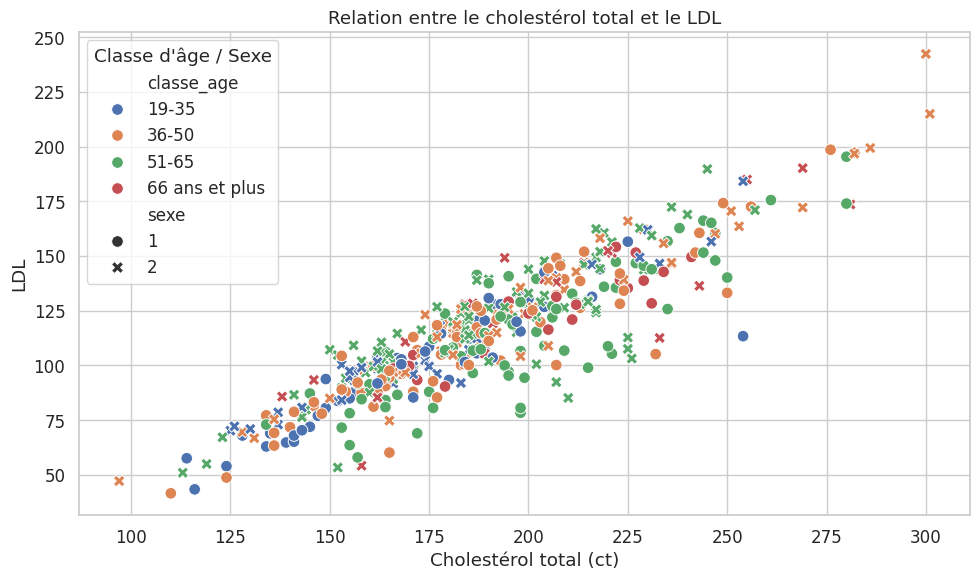 Relation entre le cholestérol total et le LDL
Classe d'âge / Sexe
classe_age
19-35
36-50
51-65
66 ans et plus
sexe
1
2
LDL
250
225
200
175
150
125
100
75
50
100 125 150 175 200 225 250 275 300
Cholestérol total (ct)